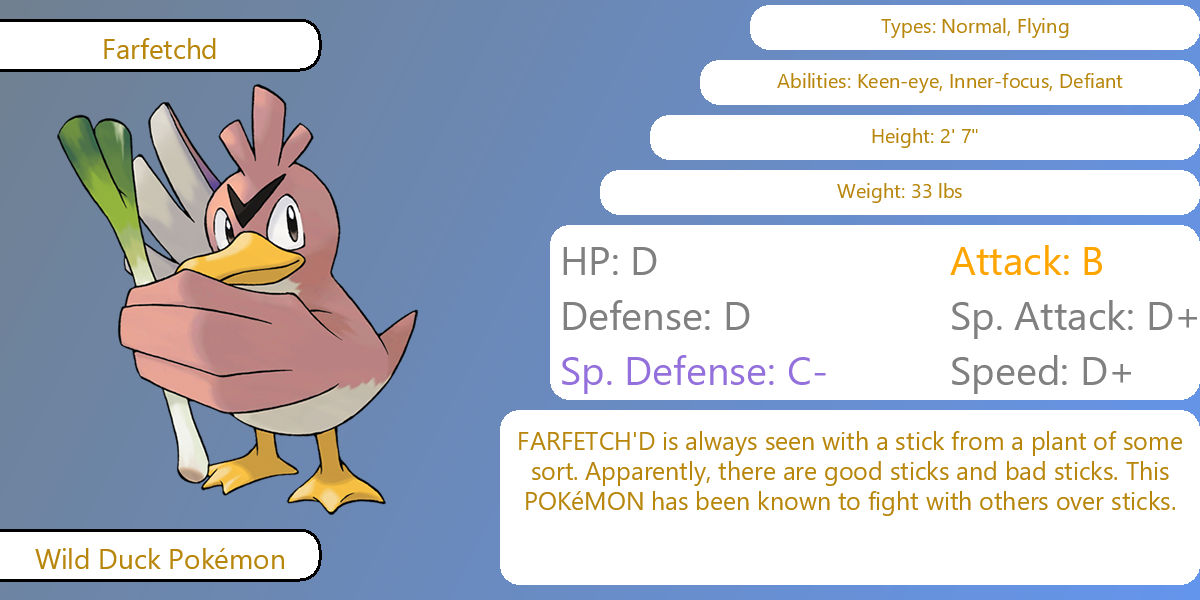 Farfetchd
Types: Normal, Flying
Abilities: Keen-eye, Inner-focus, Defiant
Height: 2' 7"
Weight: 33 lbs
HP: D
Attack: B
Defense: D
Sp. Attack: D+
Sp. Defense: C-
Speed: D+
FARFETCH'D is always seen with a stick from a plant of some
sort. Apparently, there are good sticks and bad sticks. This
POKéMON has been known to fight with others over sticks.
Wild Duck Pokémon